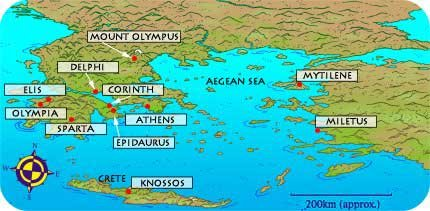 MOUNT OLYMPUS
DELPHI
AEGEAN SEA
MYTILENE
ELIS
CORINTH
OLYMPIA
ATHENS
MILETUS
SPARTA
EPIDAURUS
N
W
E
S
CRETE
KNOSSOS
200km (approx.)